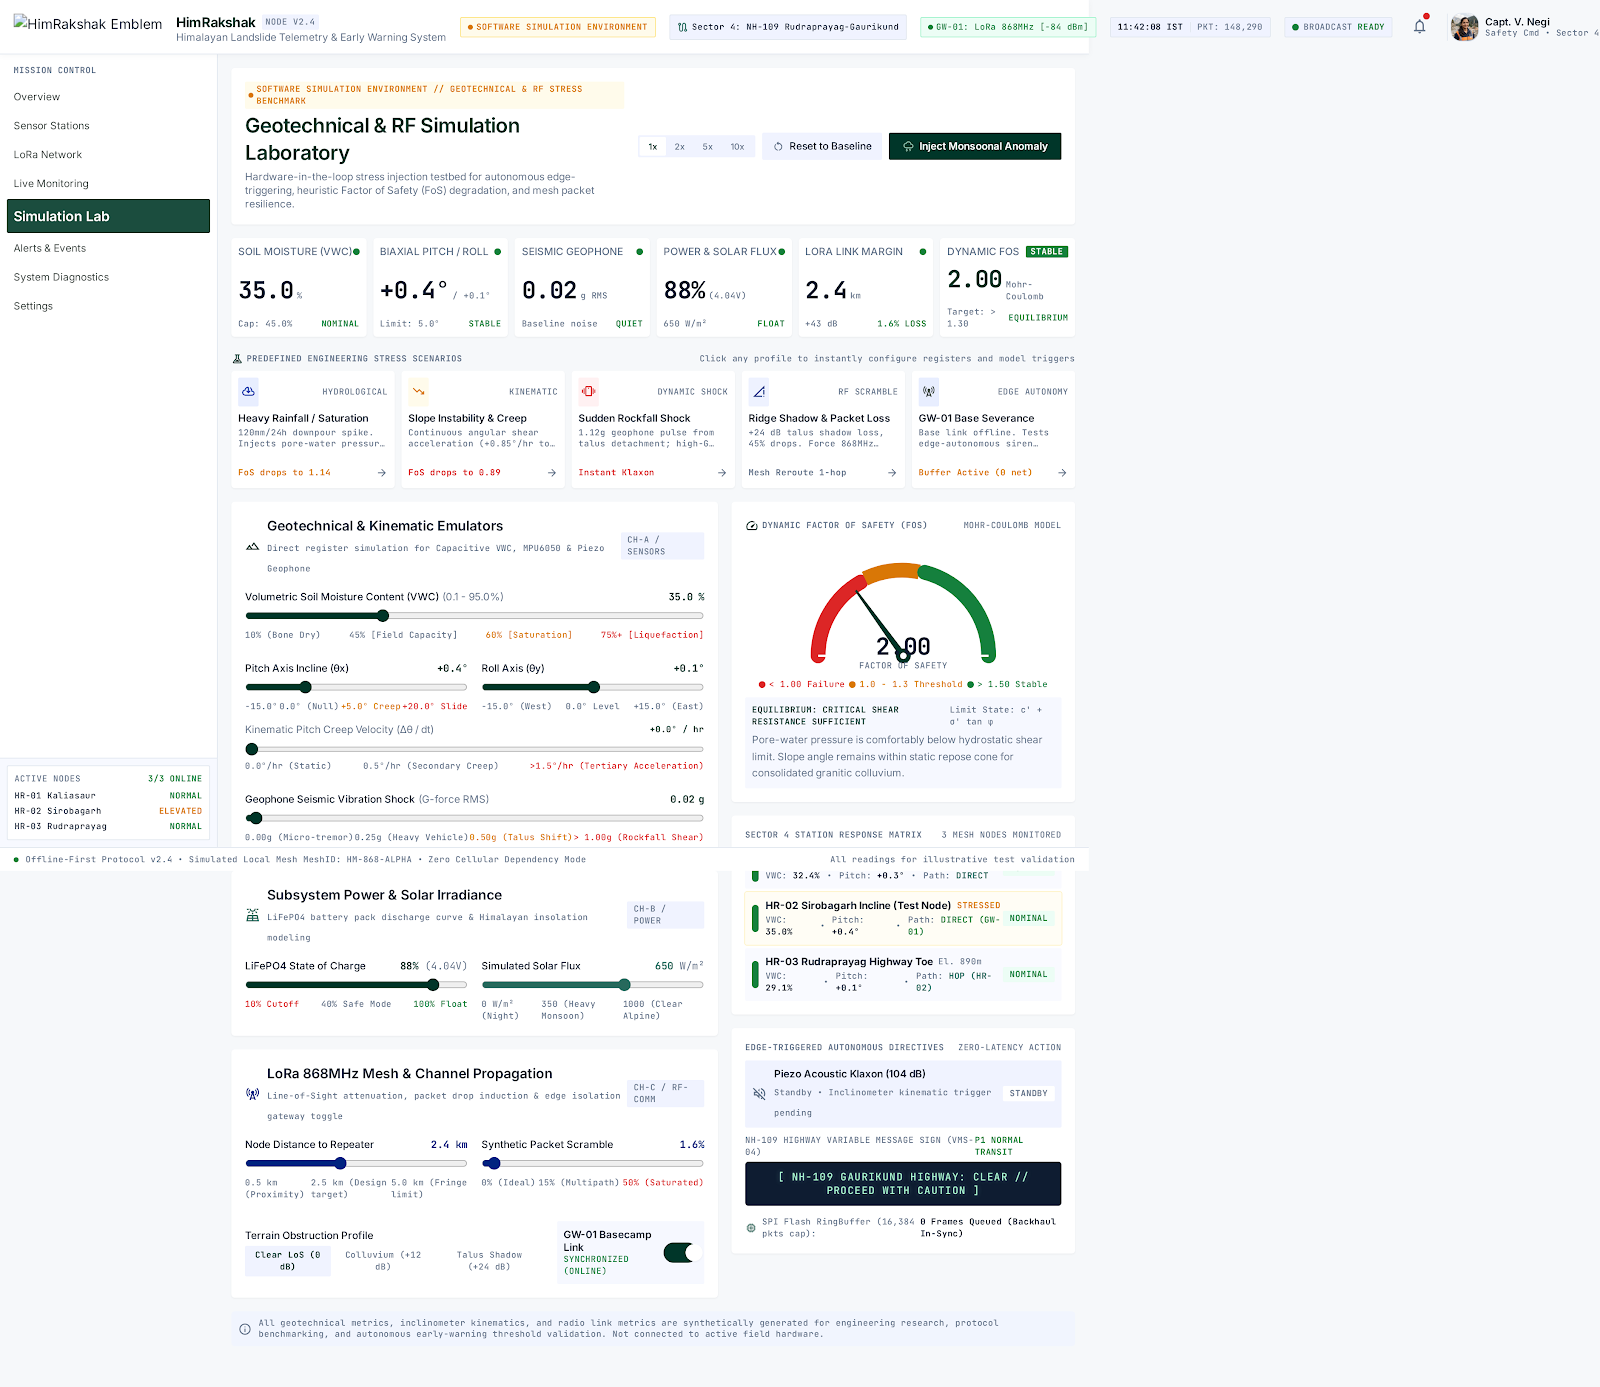 HimRakshak Emblem
HimRakshak NODE V2.4
Himalayan Landslide Telemetry & Early Warning System
SOFTWARE SIMULATION ENVIRONMENT
Sector 4: NH-109 Rudraprayag-Gaurikund
GW-01: LoRa 868MHz [-84 dBm]
11:42:08 IST PKT: 148,290
BROADCAST READY
Capt. V. Negi
Safety Cmd • Sector 4
MISSION CONTROL
Overview
Sensor Stations
LoRa Network
Live Monitoring
Simulation Lab
Alerts & Events
System Diagnostics
Settings
ACTIVE NODES 3/3 ONLINE
HR-01 Kaliasaur NORMAL
HR-02 Sirobagarh ELEVATED
HR-03 Rudraprayag NORMAL
SOFTWARE SIMULATION ENVIRONMENT // GEOTECHNICAL & RF STRESS
BENCHMARK
Geotechnical & RF Simulation
Laboratory
Hardware-in-the-loop stress injection testbed for autonomous edge-
triggering, heuristic Factor of Safety (FoS) degradation, and mesh packet
resilience.
1x 2x 5x 10x
Reset to Baseline
Inject Monsoonal Anomaly
SOIL MOISTURE (VWC)
35.0 %
Cap: 45.0% NOMINAL
BIAXIAL PITCH / ROLL
+0.4° / +0.1°
Limit: 5.0° STABLE
SEISMIC GEOPHONE
0.02 g RMS
Baseline noise QUIET
POWER & SOLAR FLUX
88% (4.04V)
650 W/m² FLOAT
LORA LINK MARGIN
2.4 km
+43 dB 1.6% LOSS
DYNAMIC FOS STABLE
2.00 Mohr-
Coulomb
Target: >
1.30
EQUILIBRIUM
PREDEFINED ENGINEERING STRESS SCENARIOS
Click any profile to instantly configure registers and model triggers
HYDROLOGICAL
Heavy Rainfall / Saturation
120mm/24h downpour spike.
Injects pore-water pressur…
FoS drops to 1.14
KINEMATIC
Slope Instability & Creep
Continuous angular shear
acceleration (+0.85°/hr to…
FoS drops to 0.89
DYNAMIC SHOCK
Sudden Rockfall Shock
1.12g geophone pulse from
talus detachment; high-G…
Instant Klaxon
RF SCRAMBLE
Ridge Shadow & Packet Loss
+24 dB talus shadow loss,
45% drops. Force 868MHz…
Mesh Reroute 1-hop
EDGE AUTONOMY
GW-01 Base Severance
Base link offline. Tests
edge-autonomous siren…
Buffer Active (0 net)
Geotechnical & Kinematic Emulators
Direct register simulation for Capacitive VWC, MPU6050 & Piezo
Geophone
CH-A /
SENSORS
Volumetric Soil Moisture Content (VWC) (0.1 - 95.0%) 35.0 %
10% (Bone Dry) 45% [Field Capacity] 60% [Saturation] 75%+ [Liquefaction]
Pitch Axis Incline (θx) +0.4°
-15.0° 0.0° (Null) +5.0° Creep +20.0° Slide
Roll Axis (θy) +0.1°
-15.0° (West) 0.0° Level +15.0° (East)
Kinematic Pitch Creep Velocity (Δθ / dt) +0.0° / hr
0.0°/hr (Static) 0.5°/hr (Secondary Creep) >1.5°/hr (Tertiary Acceleration)
Geophone Seismic Vibration Shock (G-force RMS) 0.02 g
0.00g (Micro-tremor) 0.25g (Heavy Vehicle) 0.50g (Talus Shift) > 1.00g (Rockfall Shear)
DYNAMIC FACTOR OF SAFETY (FOS) MOHR-COULOMB MODEL
2.00
FACTOR OF SAFETY
< 1.00 Failure 1.0 - 1.3 Threshold > 1.50 Stable
EQUILIBRIUM: CRITICAL SHEAR
RESISTANCE SUFFICIENT
Limit State: c' +
σ' tan φ
Pore-water pressure is comfortably below hydrostatic shear
limit. Slope angle remains within static repose cone for
consolidated granitic colluvium.
SECTOR 4 STATION RESPONSE MATRIX 3 MESH NODES MONITORED
Offline-First Protocol v2.4 • Simulated Local Mesh MeshID: HM-868-ALPHA • Zero Cellular Dependency Mode
All readings for illustrative test validation
VWC: 32.4% • Pitch: +0.3° • Path: DIRECT
HR-02 Sirobagarh Incline (Test Node) STRESSED
VWC:
35.0%
•
Pitch:
+0.4°
•
Path: DIRECT (GW-
01)
NOMINAL
HR-03 Rudraprayag Highway Toe El. 890m
VWC:
29.1%
•
Pitch:
+0.1°
•
Path: HOP (HR-
02)
NOMINAL
Subsystem Power & Solar Irradiance
LiFePO4 battery pack discharge curve & Himalayan insolation
modeling
CH-B /
POWER
LiFePO4 State of Charge 88% (4.04V)
10% Cutoff 40% Safe Mode 100% Float
Simulated Solar Flux 650 W/m²
0 W/m²
(Night)
350 (Heavy
Monsoon)
1000 (Clear
Alpine)
LoRa 868MHz Mesh & Channel Propagation
Line-of-Sight attenuation, packet drop induction & edge isolation
gateway toggle
CH-C / RF-
COMM
Node Distance to Repeater 2.4 km
0.5 km
(Proximity)
2.5 km (Design
target)
5.0 km (Fringe
limit)
Synthetic Packet Scramble 1.6%
0% (Ideal) 15% (Multipath) 50% (Saturated)
Terrain Obstruction Profile
Clear LoS (0
dB)
Colluvium (+12
dB)
Talus Shadow
(+24 dB)
GW-01 Basecamp
Link
SYNCHRONIZED
(ONLINE)
EDGE-TRIGGERED AUTONOMOUS DIRECTIVES ZERO-LATENCY ACTION
Piezo Acoustic Klaxon (104 dB)
Standby • Inclinometer kinematic trigger
pending
STANDBY
NH-109 HIGHWAY VARIABLE MESSAGE SIGN (VMS-
04)
P1 NORMAL
TRANSIT
[ NH-109 GAURIKUND HIGHWAY: CLEAR //
PROCEED WITH CAUTION ]
SPI Flash RingBuffer (16,384
pkts cap):
0 Frames Queued (Backhaul
In-Sync)
All geotechnical metrics, inclinometer kinematics, and radio link metrics are synthetically generated for engineering research, protocol
benchmarking, and autonomous early-warning threshold validation. Not connected to active field hardware.